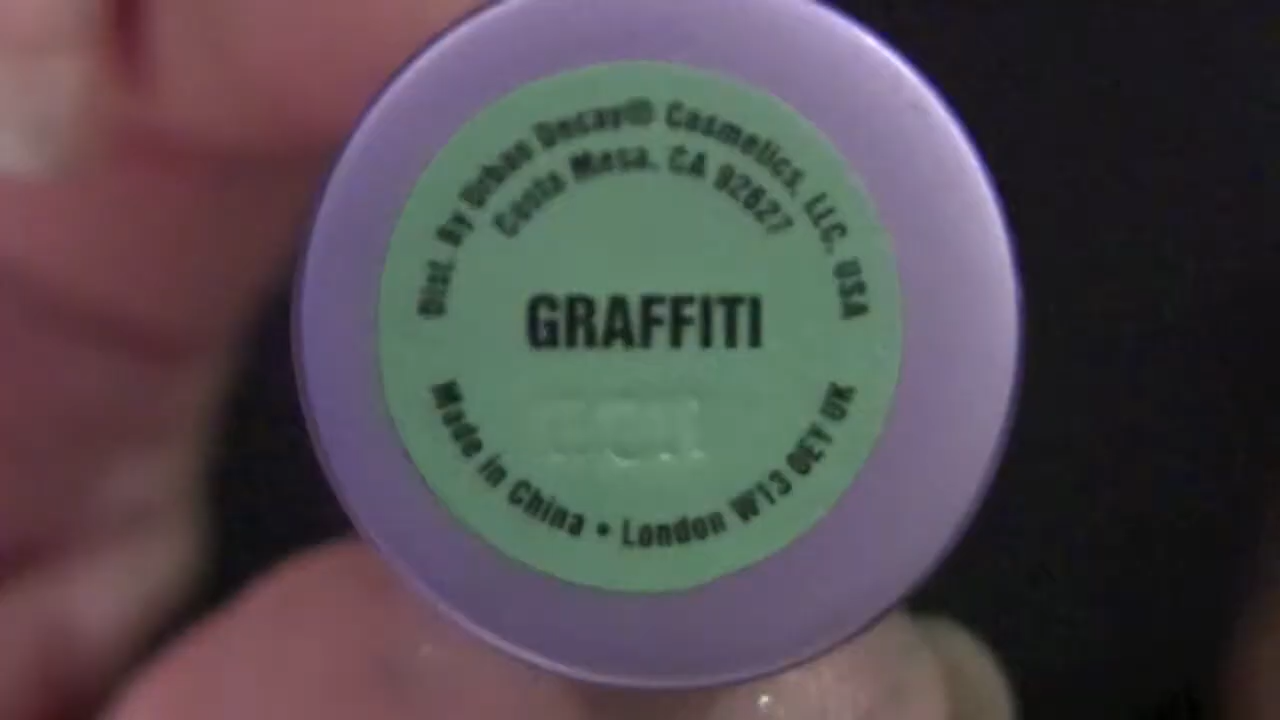 Dist. By Urban Decay® Cosmetics, LLC, USA
Costa Mesa, CA 92627
GRAFFITI
Made in China • London W13 0EY UK